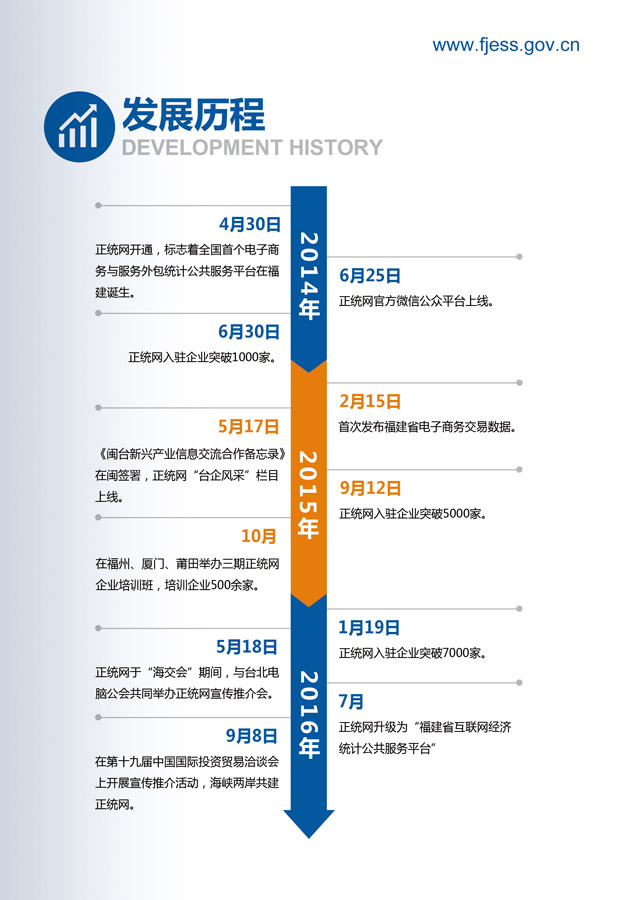 www.fjess.gov.cn
发展历程
DEVELOPMENT HISTORY
2014年
4月30日
正统网开通，标志着全国首个电子商
务与服务外包统计公共服务平台在福
建诞生。
6月25日
正统网官方微信公众平台上线。
6月30日
正统网入驻企业突破1000家。
2015年
2月15日
首次发布福建省电子商务交易数据。
5月17日
《闽台新兴产业信息交流合作备忘录》
在闽签署，正统网“台企风采”栏目
上线。
9月12日
正统网入驻企业突破5000家。
10月
在福州、厦门、莆田举办三期正统网
企业培训班，培训企业500余家。
2016年
1月19日
正统网入驻企业突破7000家。
5月18日
正统网于“海交会”期间，与台北电
脑公会共同举办正统网宣传推介会。
7月
正统网升级为“福建省互联网经济
统计公共服务平台”
9月8日
在第十九届中国国际投资贸易洽谈会
上开展宣传推介活动，海峡两岸共建
正统网。